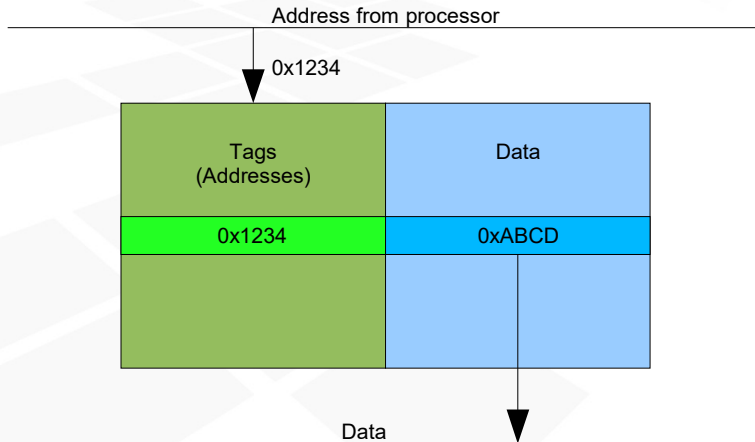 Address from processor
0x1234
Tags
(Addresses)
Data
0x1234
0xABCD
Data